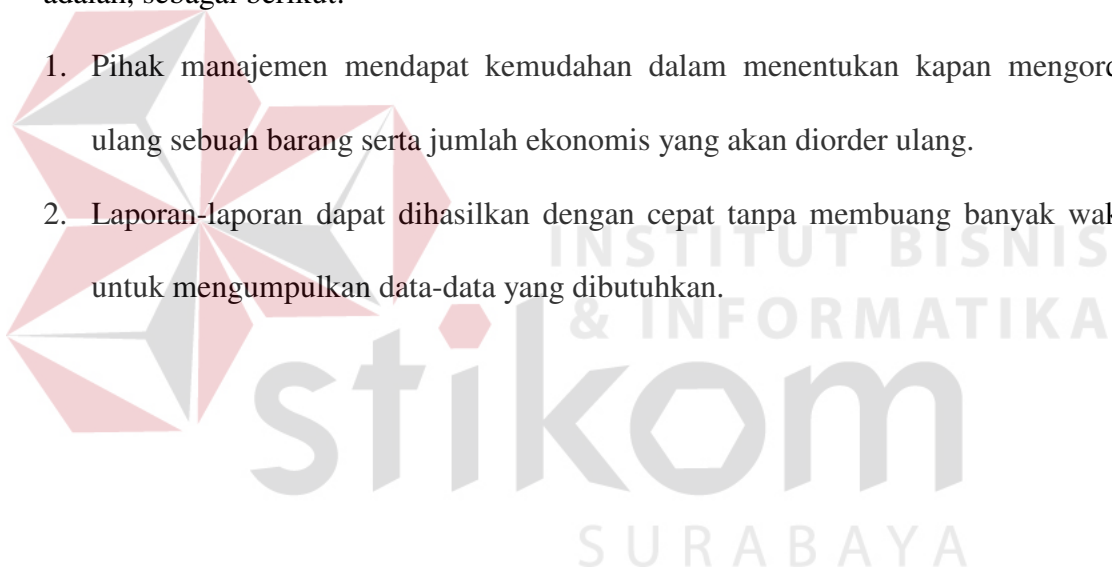 adalah, sebagai berikut:
1. Pihak manajemen mendapat kemudahan dalam menentukan kapan
ulang sebuah barang serta jumlah ekonomis yang akan diorder ulang.
2. Laporan-laporan dapat dihasilkan dengan cepat tanpa membuang banyak
untuk mengumpulkan data-data yang dibutuhkan.
INSTITUT BISNIS
& INFORMATIKA
stikom
SURABAYA